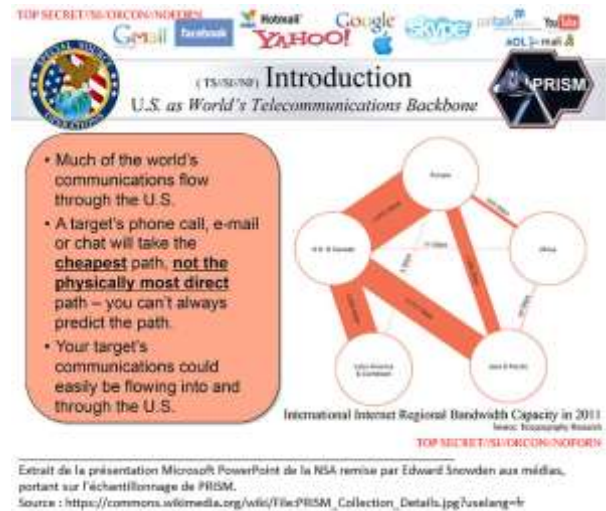 TOP SECRET//SI//ORCON//NOFORN
Gmail facebook Hotmail YAHOO! Google skype paltalk YouTube AOL mail
SPECIAL SOURCE OPERATIONS
PRISM
(TS//SI//NF) Introduction
U.S. as World's Telecommunications Backbone
• Much of the world's
communications flow
through the U.S.
• A target's phone call, e-mail
or chat will take the
cheapest path, not the
physically most direct
path – you can't always
predict the path.
• Your target's
communications could
easily be flowing into and
through the U.S.
Europe
U.S. & Canada
Africa
Latin America
& Caribbean
Asia & Pacific
International Internet Regional Bandwidth Capacity in 2011
Source: Telegeography Research
TOP SECRET//SI//ORCON//NOFORN
Extrait de la présentation Microsoft PowerPoint de la NSA remise par Edward Snowden aux médias,
portant sur l'échantillonnage de PRISM.
Source : https://commons.wikimedia.org/wiki/File:PRISM_Collection_Details.jpg?uselang=fr